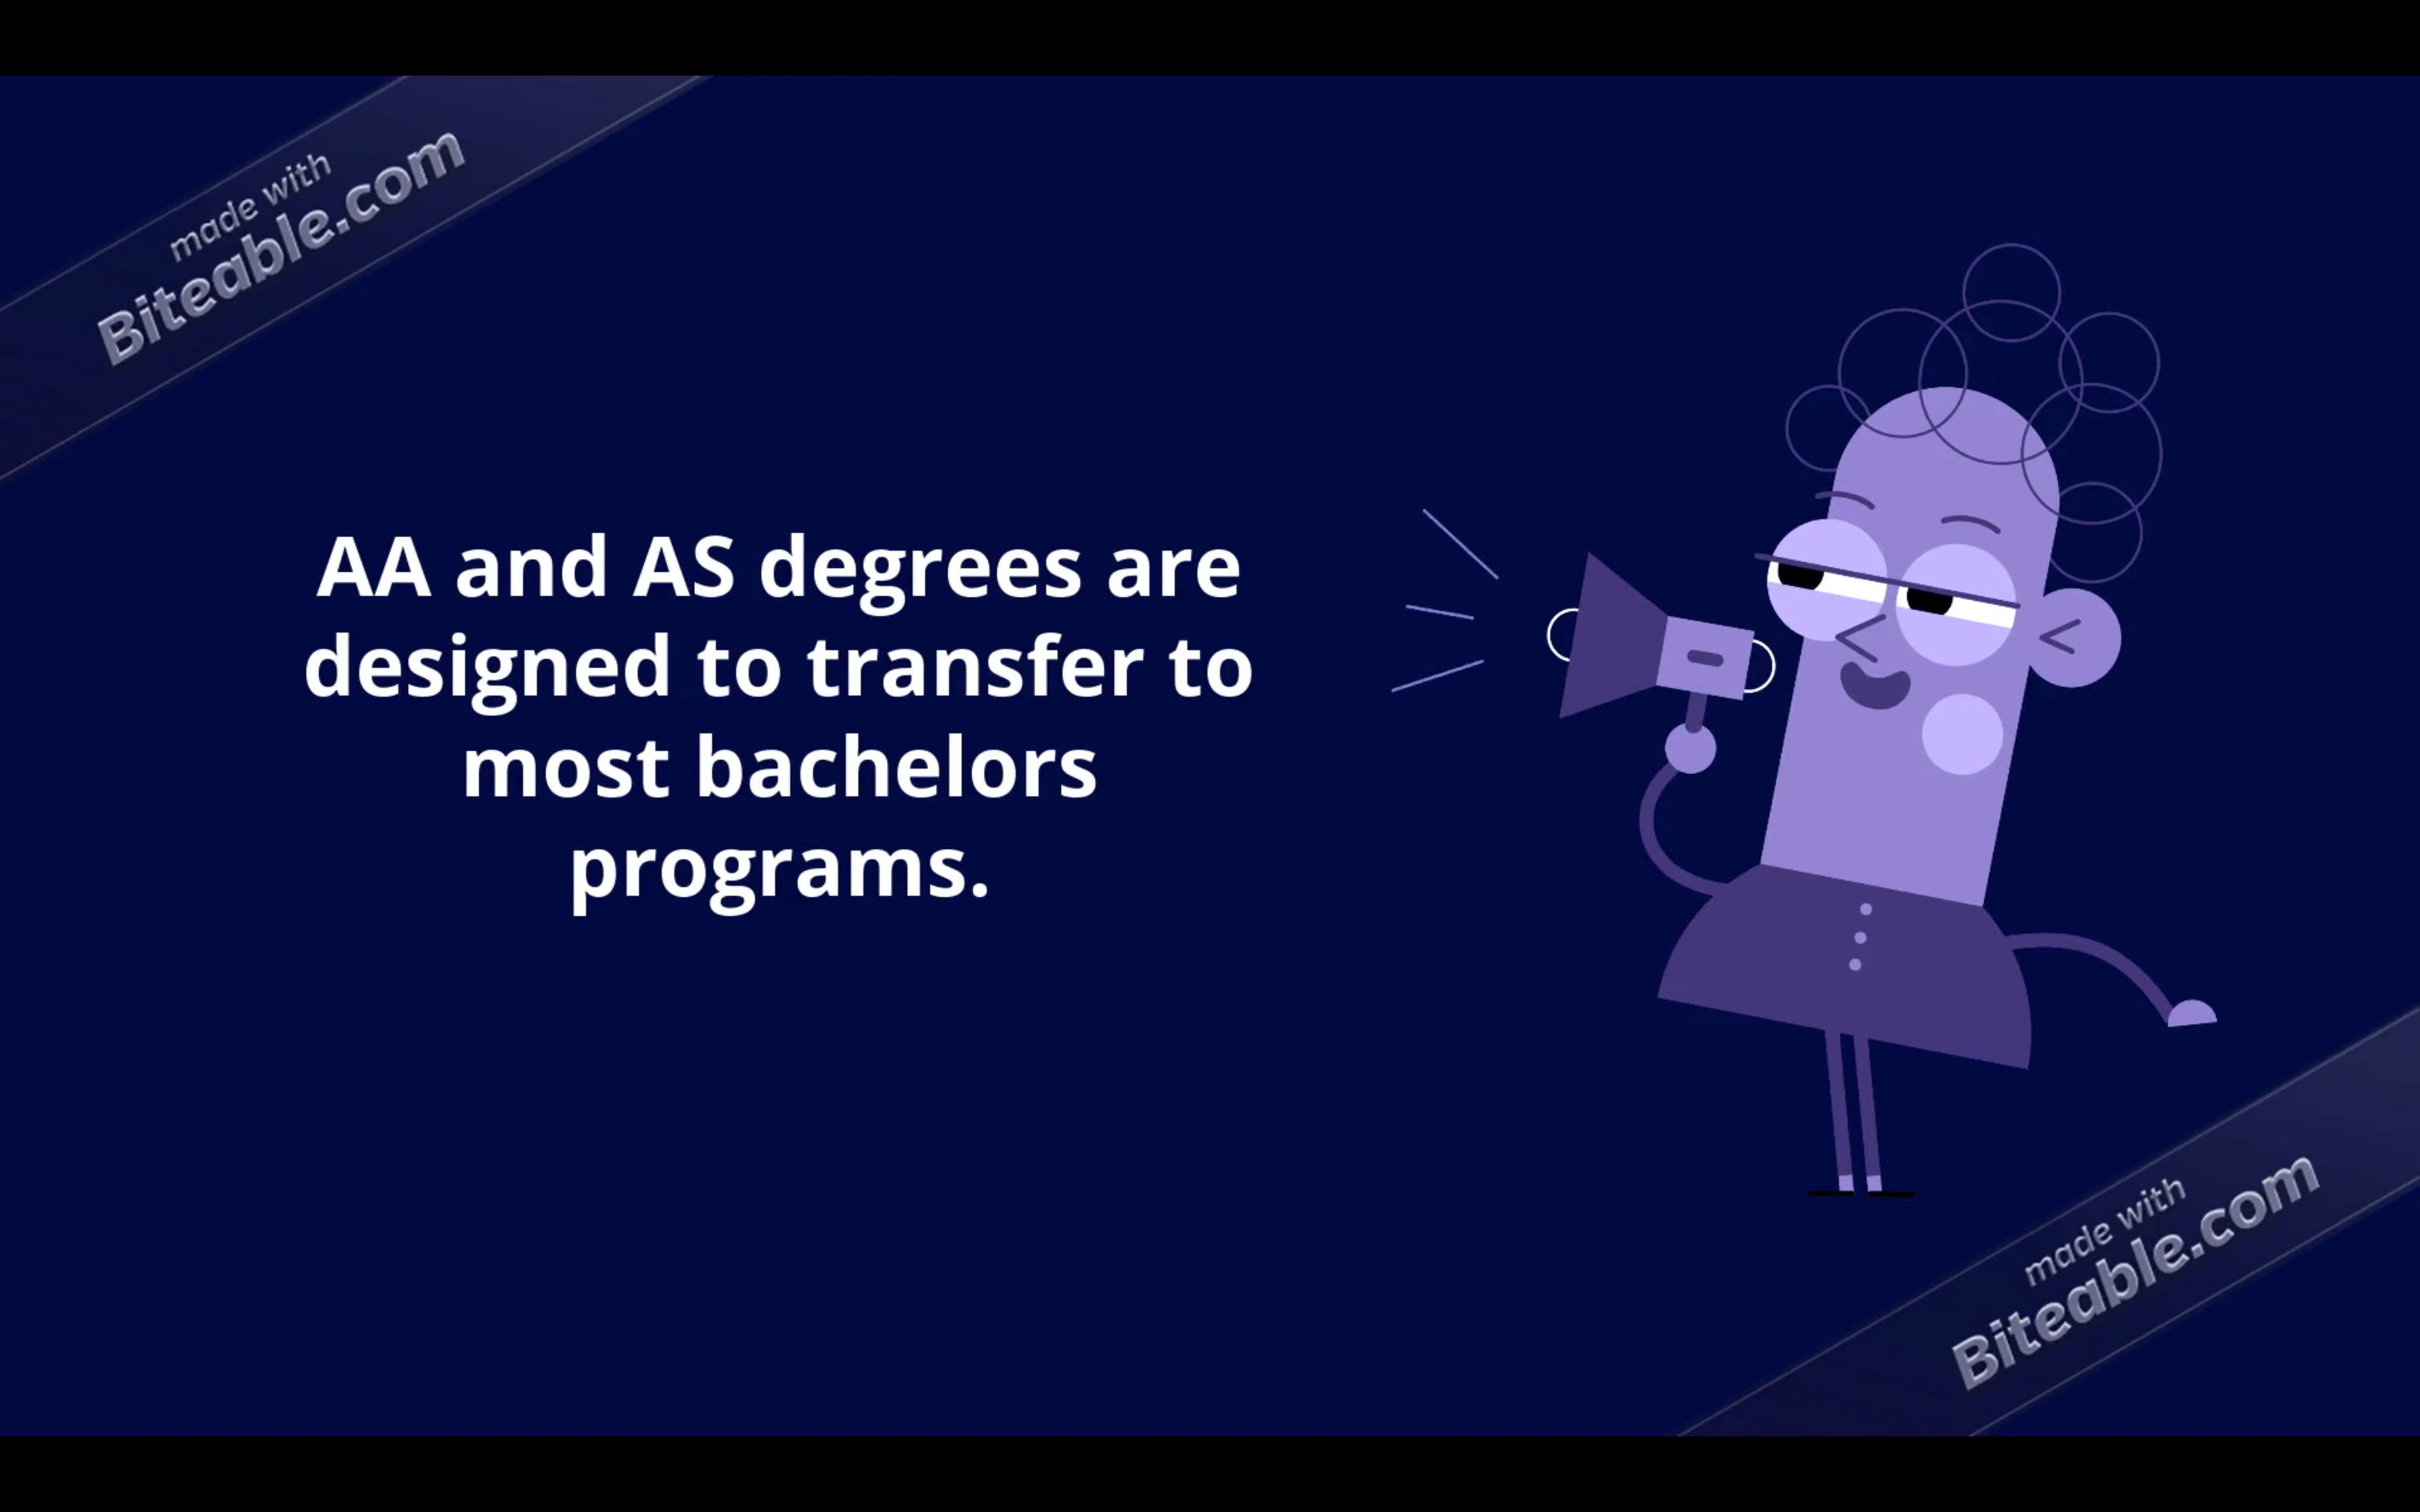 made with
Biteable.com
AA and AS degrees are
designed to transfer to
most bachelors
programs.
made with
Biteable.com